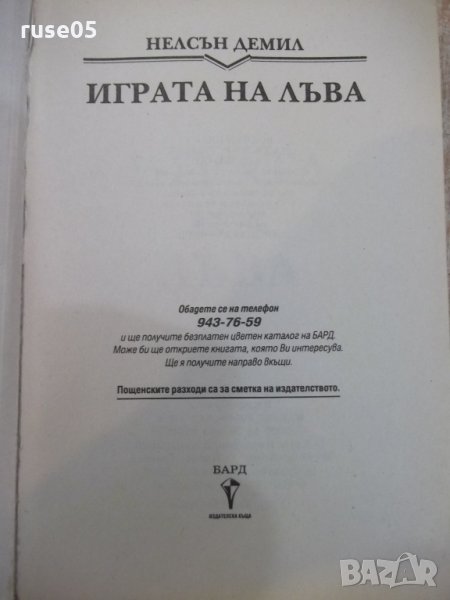 ruse05
НЕЛСЪН ДЕМИЛ
ИГРАТА НА ЛЪВА
Обадете се на телефон
943-76-59
и ще получите безплатен цветен каталог на БАРД.
Може би ще откриете книгата, която Ви интересува.
Ще я получите направо вкъщи.
Пощенските разходи са за сметка на издателството.
БАРД
ИЗДАТЕЛСКА КЪЩА
BAZAR